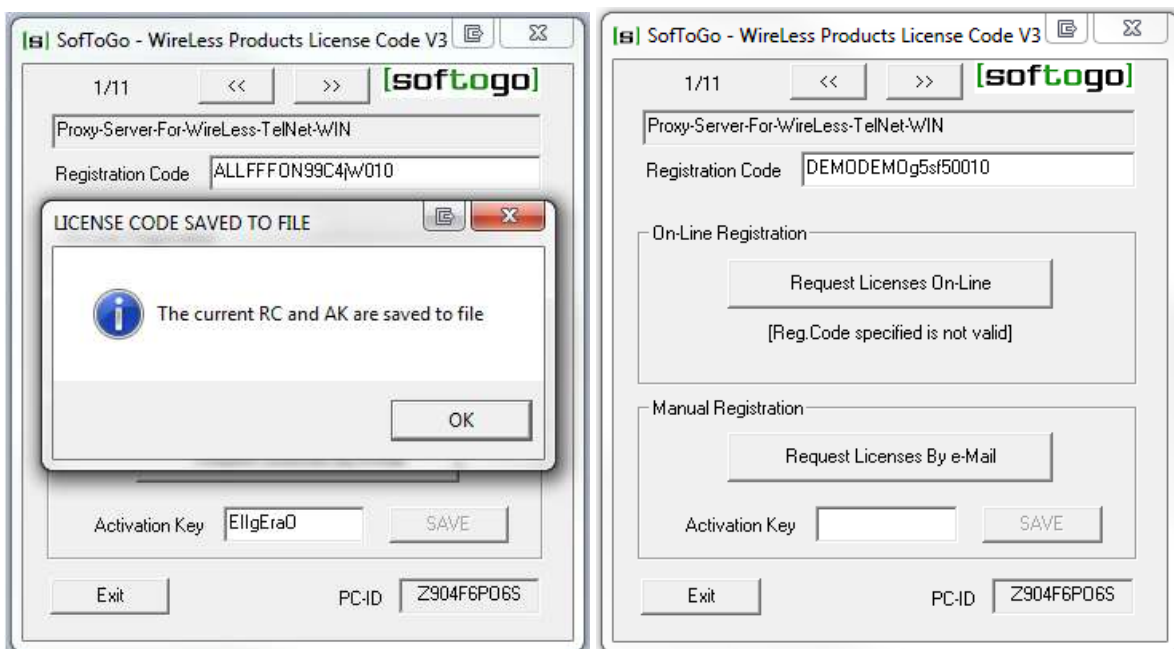 [s] SofToGo - WireLess Products License Code V3
1/11
<<
>>
[softogo]
Proxy-Server-For-WireLess-TelNet-WIN
Registration Code
ALLFFFON99C4jW010
LICENSE CODE SAVED TO FILE
The current RC and AK are saved to file
OK
Activation Key
EllgEra0
SAVE
Exit
PC-ID
Z904F6PO6S
[s] SofToGo - WireLess Products License Code V3
1/11
<<
>>
[softogo]
Proxy-Server-For-WireLess-TelNet-WIN
Registration Code
DEMODEMOg5sf50010
On-Line Registration
Request Licenses On-Line
[Reg.Code specified is not valid]
Manual Registration
Request Licenses By e-Mail
Activation Key
SAVE
Exit
PC-ID
Z904F6PO6S